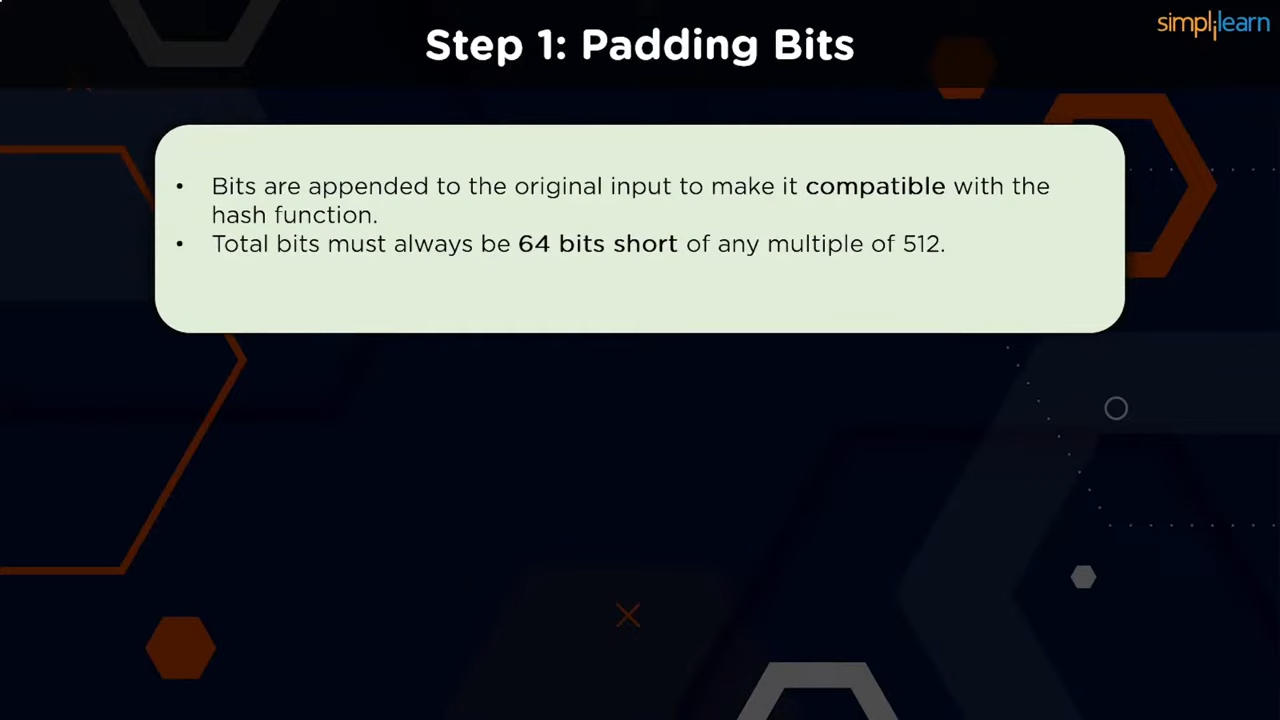 simplilearn
Step 1: Padding Bits
• Bits are appended to the original input to make it compatible with the
hash function.
• Total bits must always be 64 bits short of any multiple of 512.